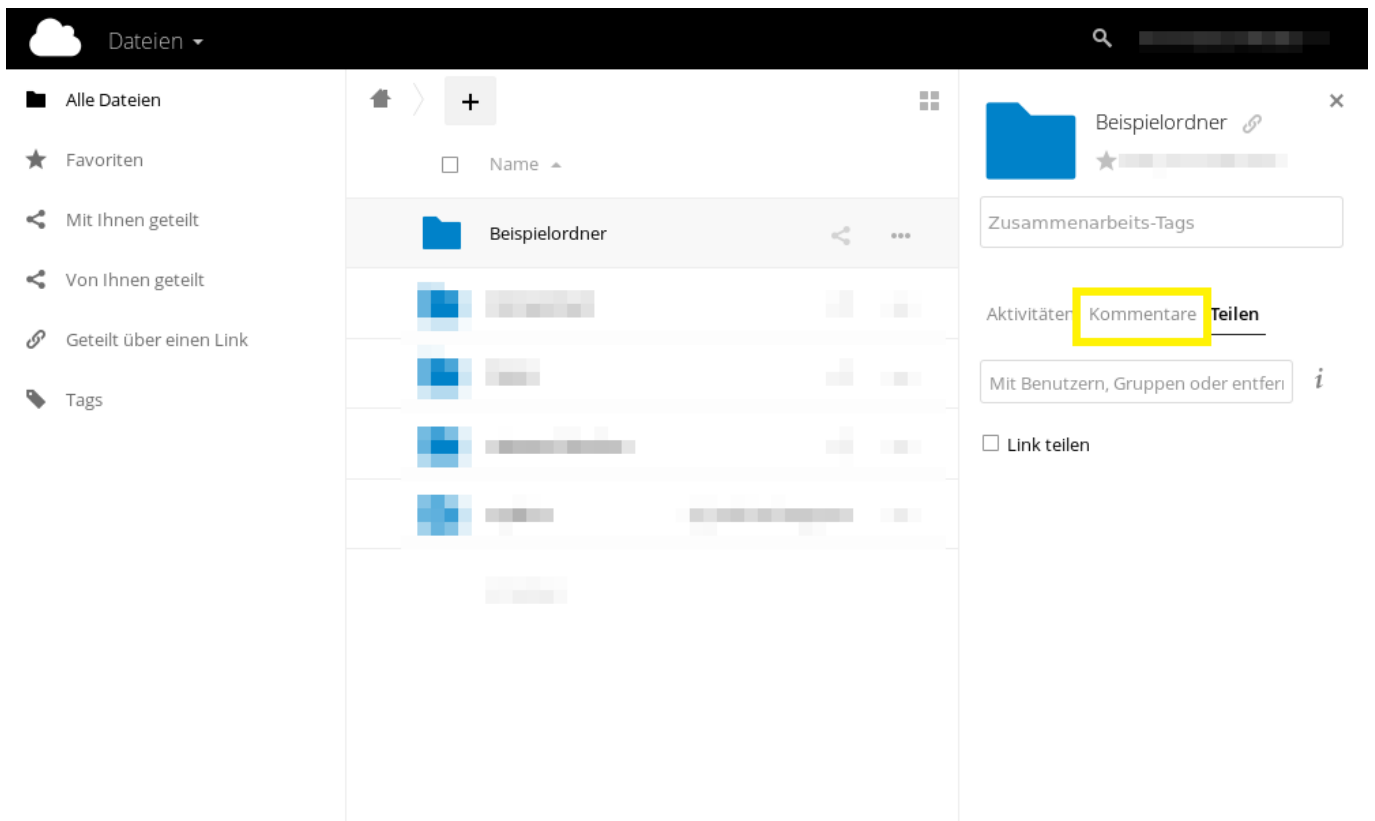 Dateien
Alle Dateien
Favoriten
Mit Ihnen geteilt
Von Ihnen geteilt
Geteilt über einen Link
Tags
+
Name
Beispielordner
Beispielordner
Zusammenarbeits-Tags
Aktivitäten Kommentare Teilen
Mit Benutzern, Gruppen oder entfer
i
Link teilen